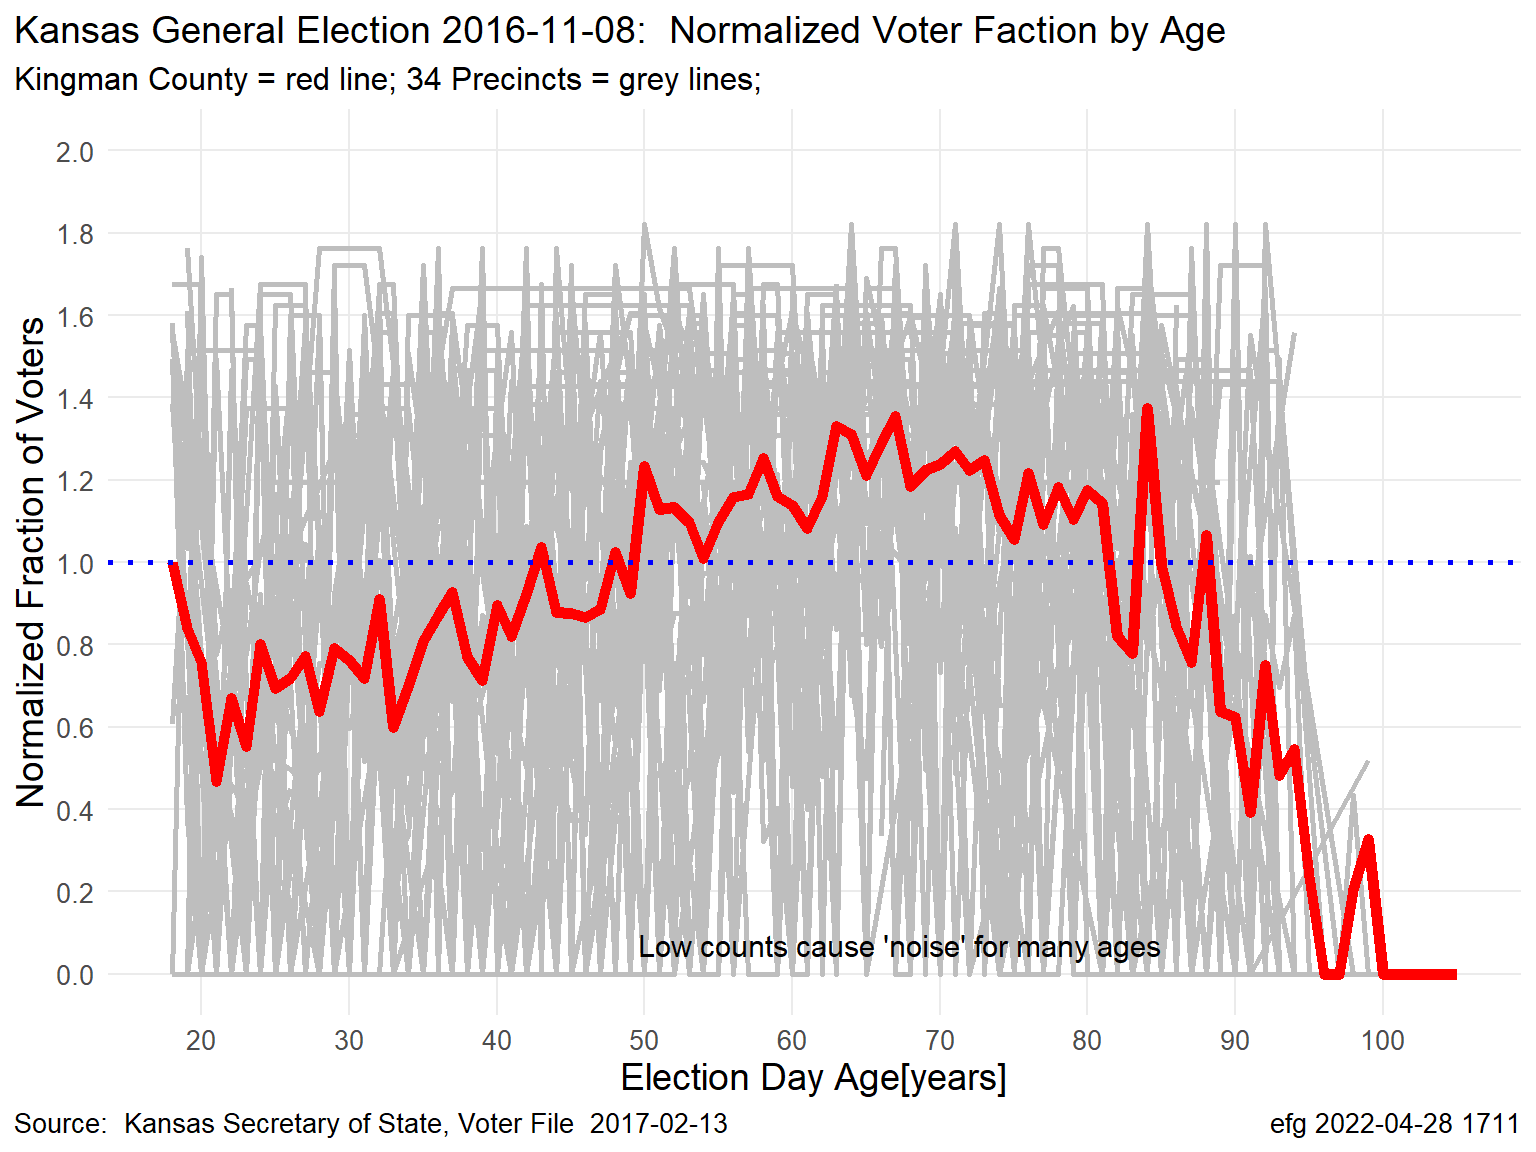 Kansas General Election 2016-11-08:  Normalized Voter Faction by Age
Kingman County = red line; 34 Precincts = grey lines;
Normalized Fraction of Voters
2.0
1.8
1.6
1.4
1.2
1.0
0.8
0.6
0.4
0.2
0.0
Low counts cause 'noise' for many ages
20 30 40 50 60 70 80 90 100
Election Day Age[years]
Source:  Kansas Secretary of State, Voter File  2017-02-13
efg 2022-04-28 1711